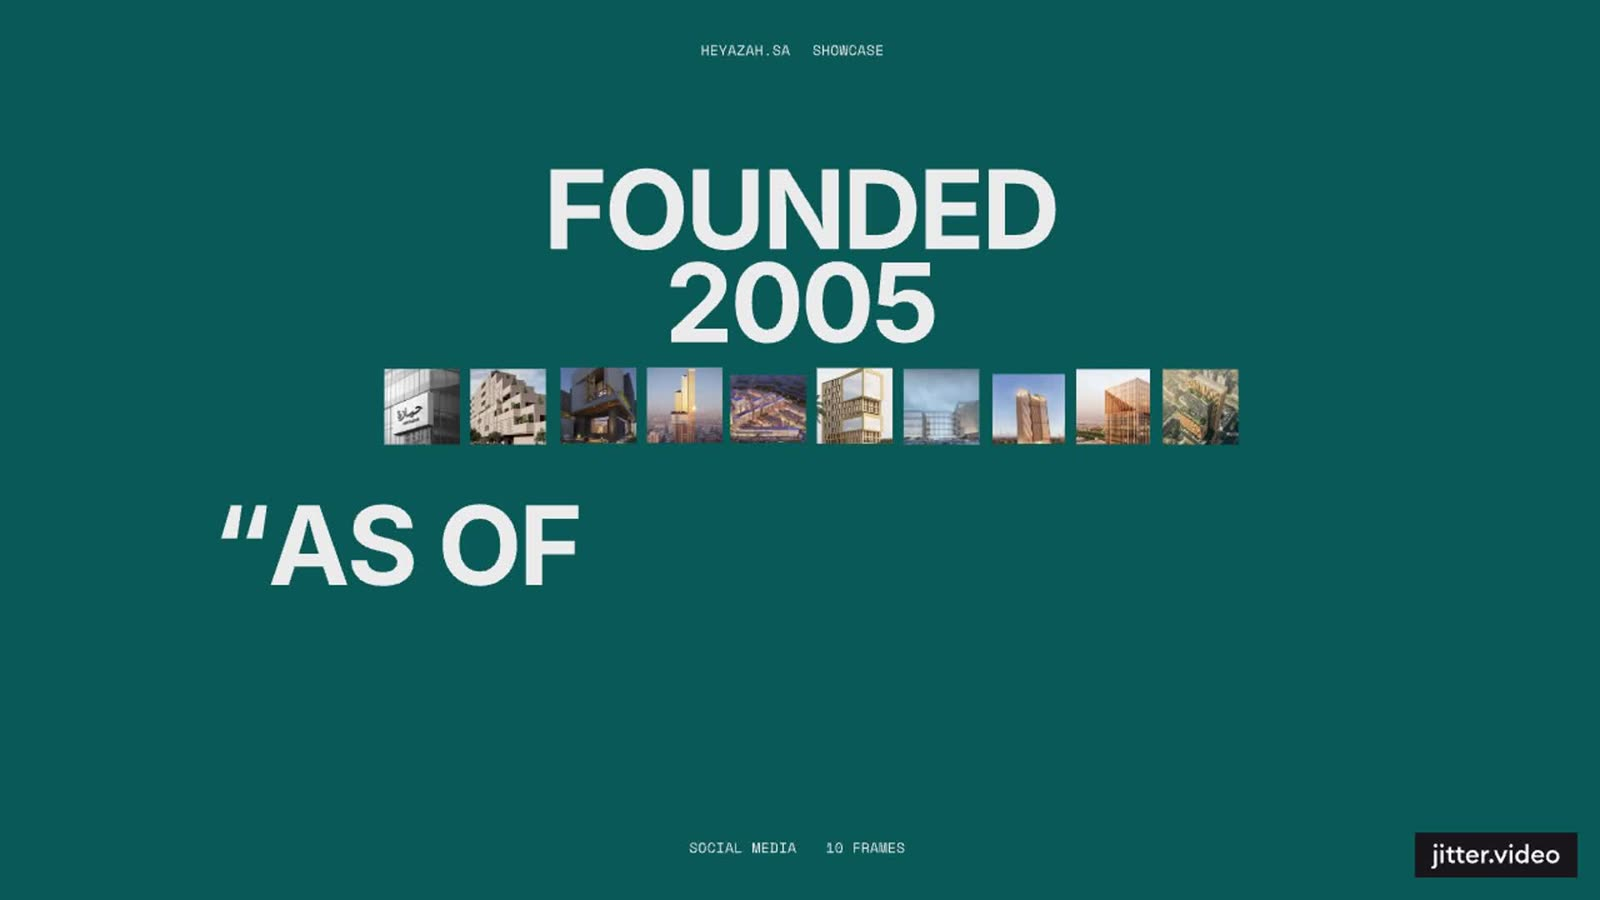 HEYAZAH.SA SHOWCASE
FOUNDED
2005
“AS OF
SOCIAL MEDIA 10 FRAMES
jitter.video